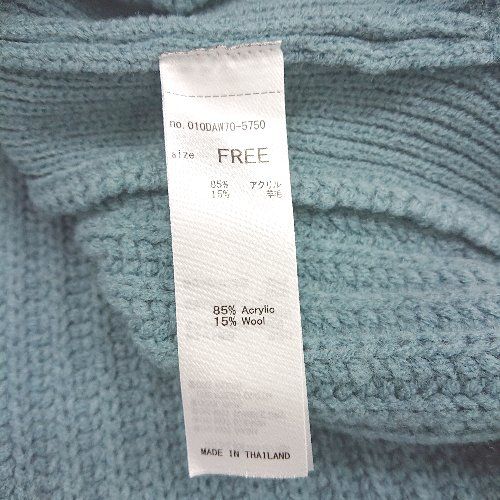 no.010DAW70-5750
size FREE
85% アクリル
15% 羊毛
85% Acrylic
15% Wool
MADE IN THAILAND